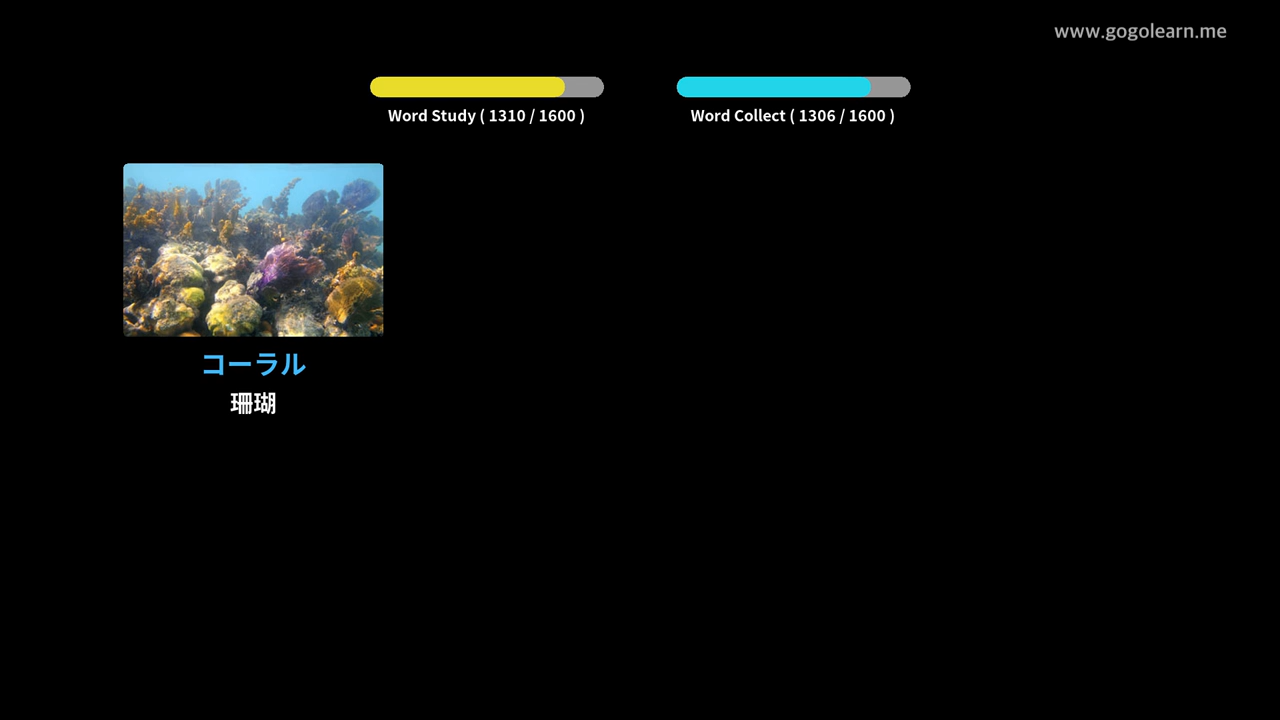 www.gogolearn.me
Word Study ( 1310 / 1600 )
Word Collect ( 1306 / 1600 )
コーラル
珊瑚